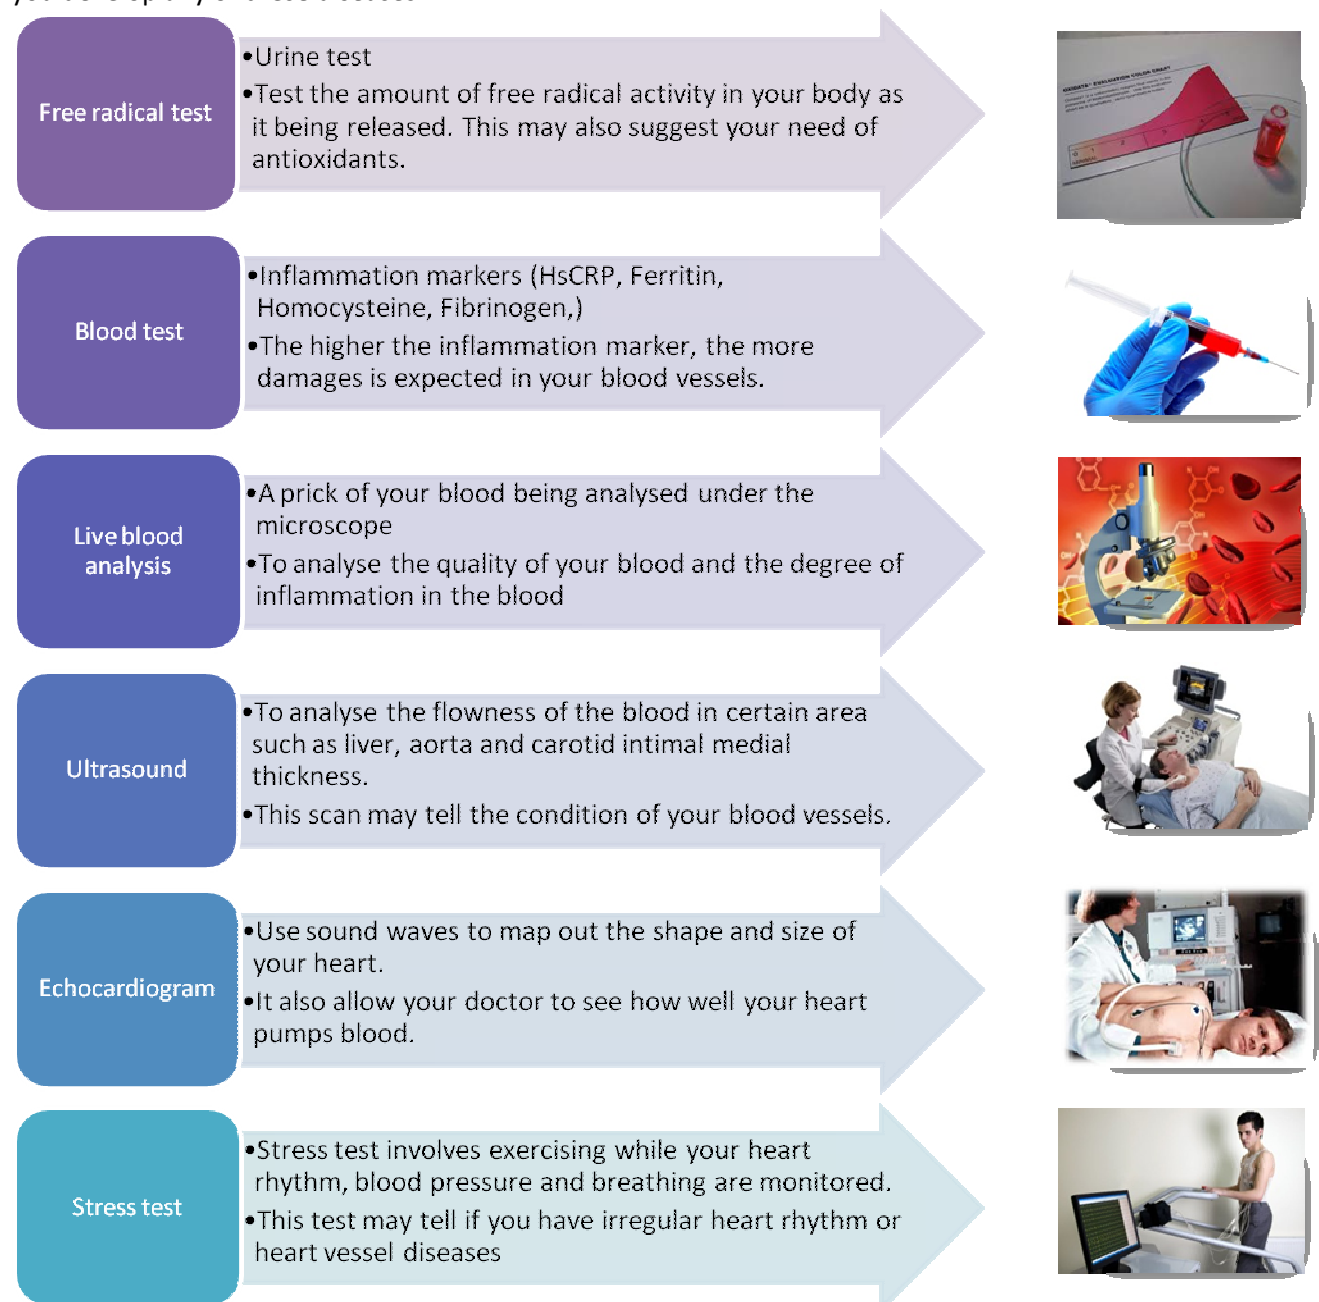 Free radical test
•Urine test
•Test the amount of free radical activity in your body as
it being released. This may also suggest your need of
antioxidants.
Blood test
•Inflammation markers (HsCRP, Ferritin,
Homocysteine, Fibrinogen,)
•The higher the inflammation marker, the more
damages is expected in your blood vessels.
Live blood
analysis
•A prick of your blood being analysed under the
microscope
•To analyse the quality of your blood and the degree of
inflammation in the blood
Ultrasound
•To analyse the flowness of the blood in certain area
such as liver, aorta and carotid intimal medial
thickness.
•This scan may tell the condition of your blood vessels.
Echocardiogram
•Use sound waves to map out the shape and size of
your heart.
•It also allow your doctor to see how well your heart
pumps blood.
Stress test
•Stress test involves exercising while your heart
rhythm, blood pressure and breathing are monitored.
•This test may tell if you have irregular heart rhythm or
heart vessel diseases